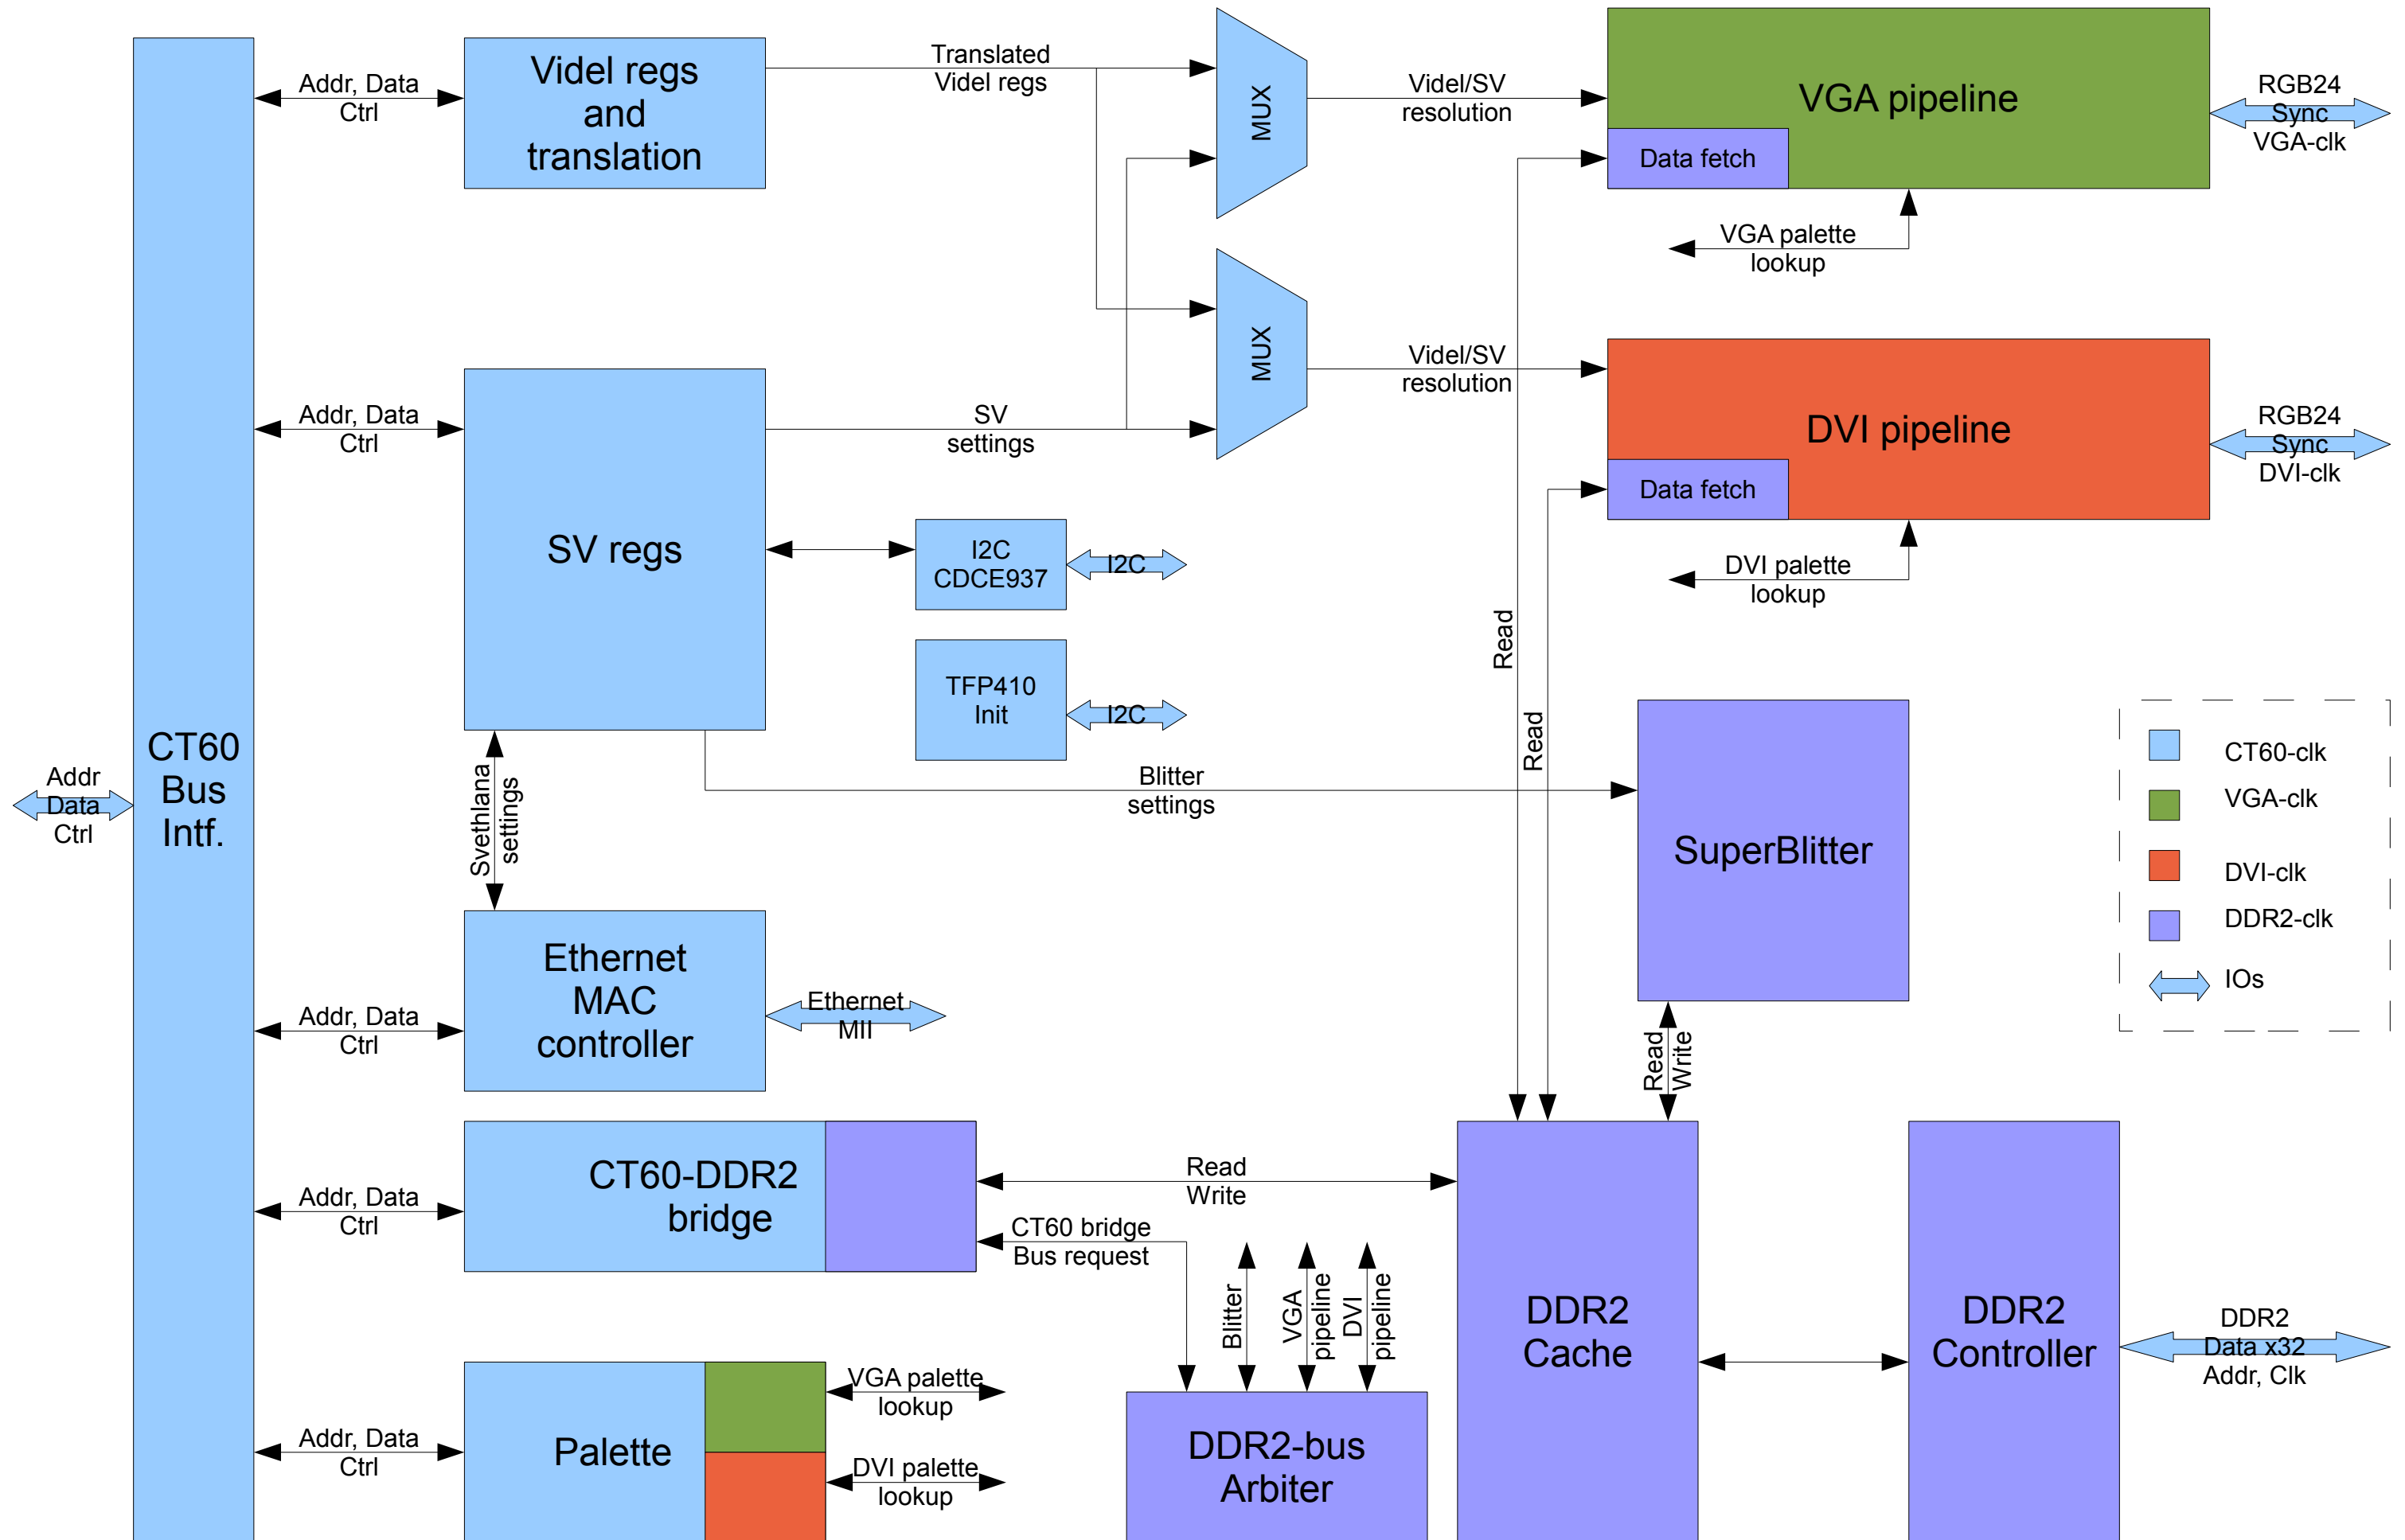 Videl regs
and
translation
Addr, Data
Ctrl
Translated
Videl regs
MUX
Videl/SV
resolution
VGA pipeline
Data fetch
RGB24
Sync
VGA-clk
VGA palette
lookup
MUX
Videl/SV
resolution
DVI pipeline
Data fetch
RGB24
Sync
DVI-clk
DVI palette
lookup
Addr, Data
Ctrl
SV regs
SV
settings
I2C
CDCE937
I2C
TFP410
Init
I2C
Read
Read
CT60
Bus
Intf.
Addr
Data
Ctrl
Svethlana
settings
Blitter
settings
SuperBlitter
CT60-clk
VGA-clk
DVI-clk
DDR2-clk
IOs
Addr, Data
Ctrl
Ethernet
MAC
controller
Ethernet
MII
Read
Write
Addr, Data
Ctrl
CT60-DDR2
bridge
Read
Write
CT60 bridge
Bus request
Blitter
VGA
pipeline
DVI
pipeline
DDR2
Cache
DDR2
Controller
DDR2
Data x32
Addr, Clk
Addr, Data
Ctrl
Palette
VGA palette
lookup
DVI palette
lookup
DDR2-bus
Arbiter